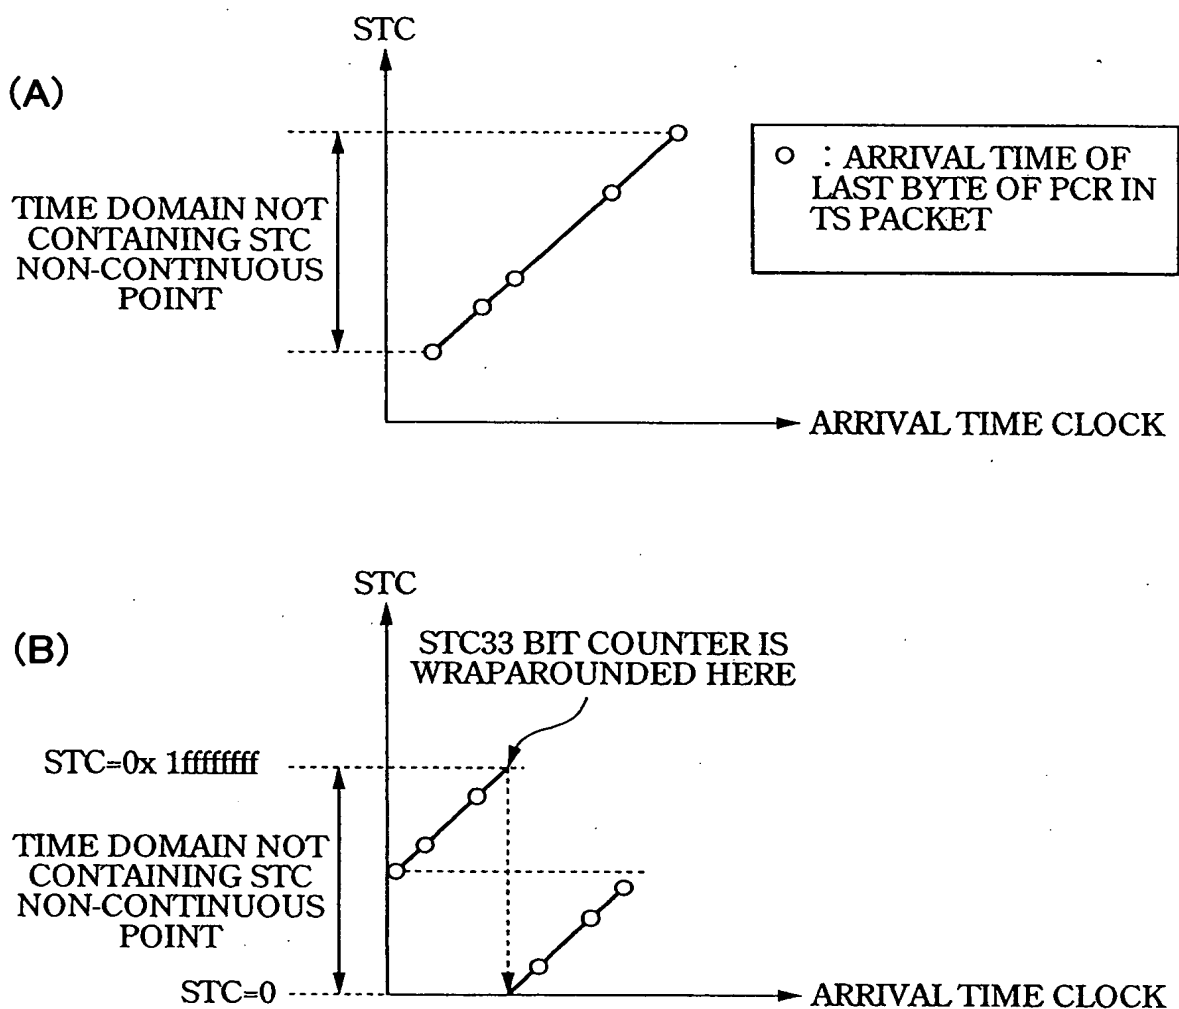 STC
(A)
TIME DOMAIN NOT
CONTAINING STC
NON-CONTINUOUS
POINT
○ : ARRIVAL TIME OF
LAST BYTE OF PCR IN
TS PACKET
ARRIVAL TIME CLOCK
STC
(B)
STC33 BIT COUNTER IS
WRAPAROUNDED HERE
STC=0x 1ffffffff
TIME DOMAIN NOT
CONTAINING STC
NON-CONTINUOUS
POINT
STC=0
ARRIVAL TIME CLOCK